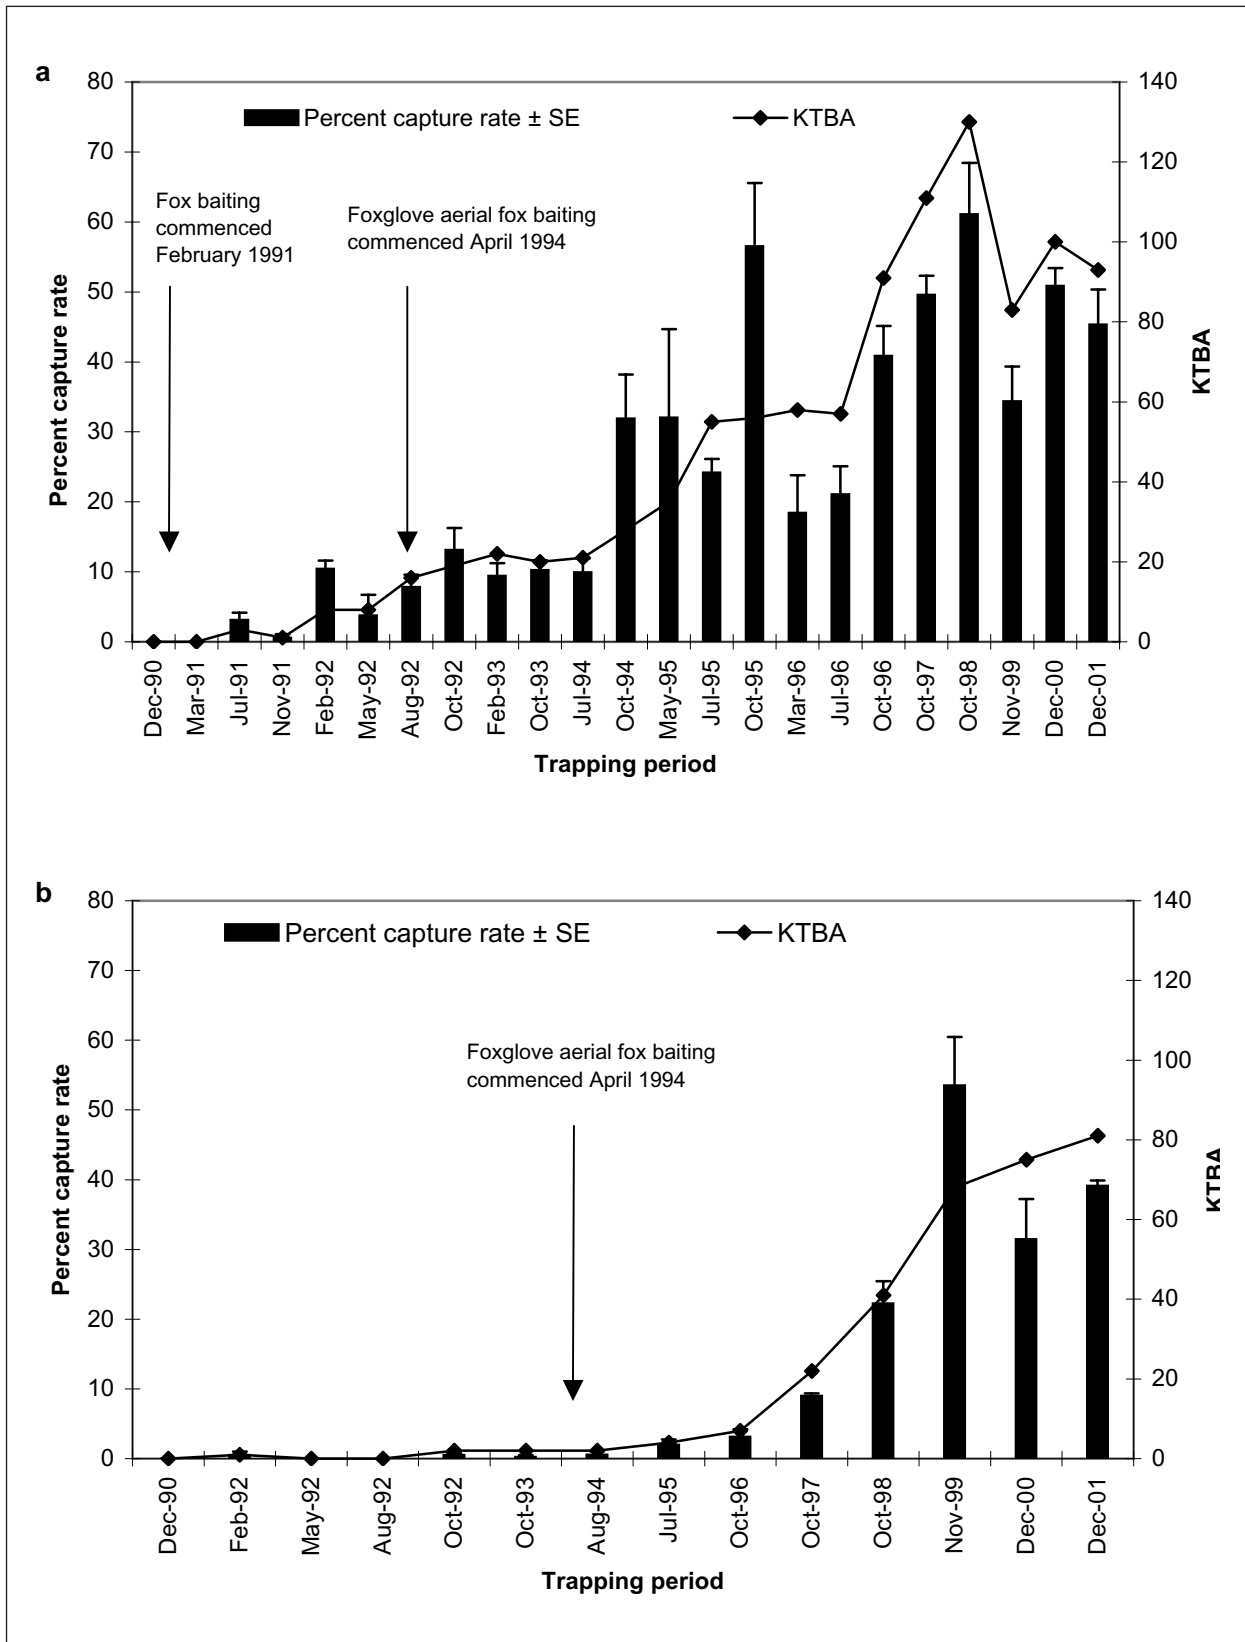 a
80
70
60
50
40
30
20
10
0
Percent capture rate
Percent capture rate ± SE
KTBA
Fox baiting
commenced
February 1991
Foxglove aerial fox baiting
commenced April 1994
140
120
100
80
60
40
20
0
KTBA
Dec-90
Mar-91
Jul-91
Nov-91
Feb-92
May-92
Aug-92
Oct-92
Feb-93
Oct-93
Jul-94
Oct-94
May-95
Jul-95
Oct-95
Mar-96
Jul-96
Oct-96
Oct-97
Oct-98
Nov-99
Dec-00
Dec-01
Trapping period
b
80
70
60
50
40
30
20
10
0
Percent capture rate
Percent capture rate ± SE
KTBA
Foxglove aerial fox baiting
commenced April 1994
140
120
100
80
60
40
20
0
KTBA
Dec-90
Feb-92
May-92
Aug-92
Oct-92
Oct-93
Aug-94
Jul-95
Oct-96
Oct-97
Oct-98
Nov-99
Dec-00
Dec-01
Trapping period